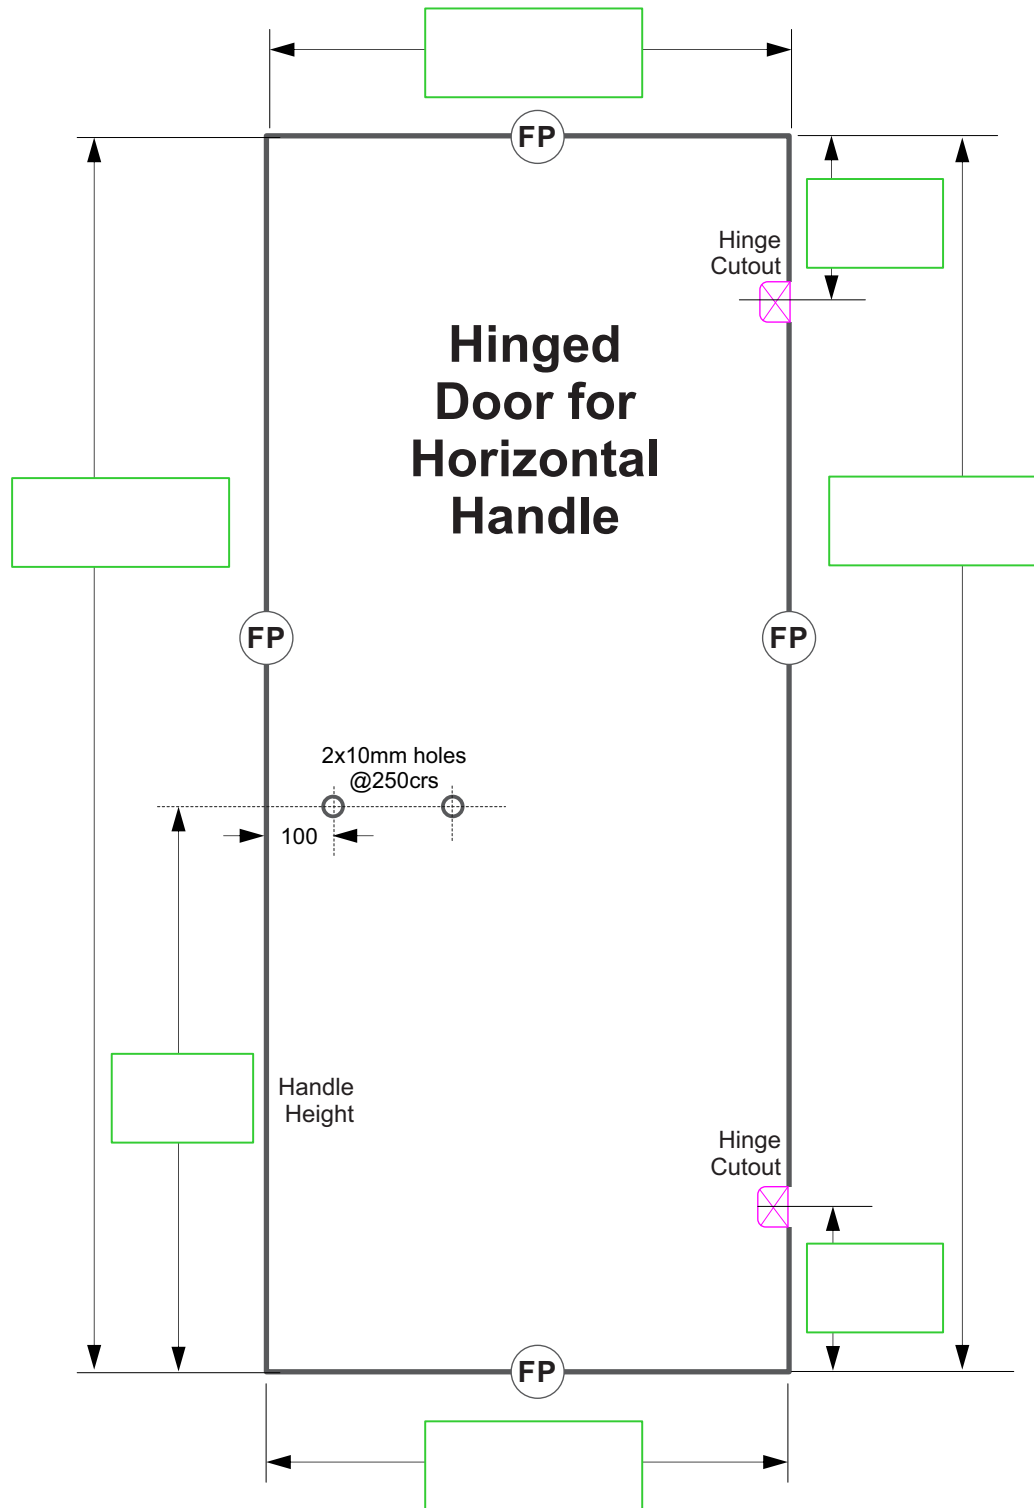 FP
Hinge
Cutout
Hinged
Door for
Horizontal
Handle
FP
FP
2x10mm holes
@250crs
100
Handle
Height
Hinge
Cutout
FP